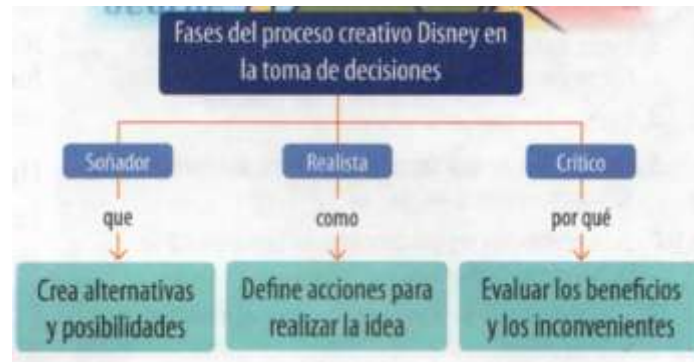 Fases del proceso creativo Disney en
la toma de decisiones
Soñador
Realista
Crítico
que
como
por qué
Crea alternativas
y posibilidades
Define acciones para
realizar la idea
Evaluar los beneficios
y los inconvenientes